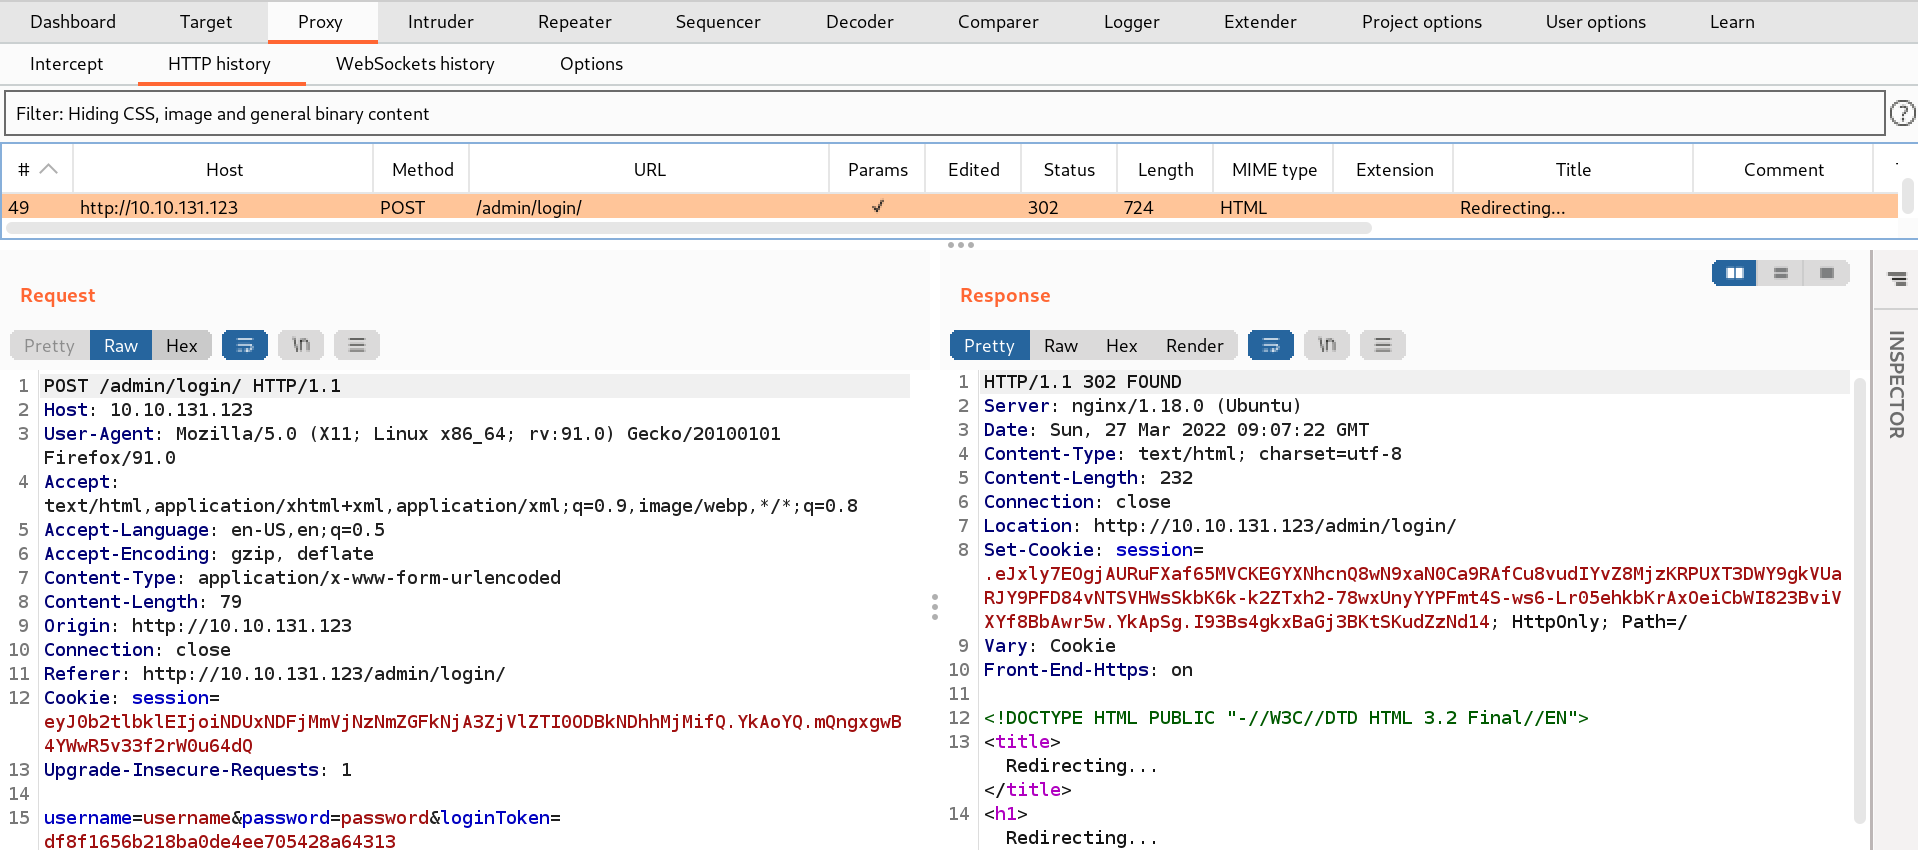 Dashboard Target Proxy Intruder Repeater Sequencer Decoder Comparer Logger Extender Project options User options Learn
Intercept HTTP history WebSockets history Options
Filter: Hiding CSS, image and general binary content
# Host Method URL Params Edited Status Length MIME type Extension Title Comment
49 http://10.10.131.123 POST /admin/login/ ✓ 302 724 HTML Redirecting...
Request
Pretty Raw Hex \n
1 POST /admin/login/ HTTP/1.1
2 Host: 10.10.131.123
3 User-Agent: Mozilla/5.0 (X11; Linux x86_64; rv:91.0) Gecko/20100101
Firefox/91.0
4 Accept:
text/html,application/xhtml+xml,application/xml;q=0.9,image/webp,*/*;q=0.8
5 Accept-Language: en-US,en;q=0.5
6 Accept-Encoding: gzip, deflate
7 Content-Type: application/x-www-form-urlencoded
8 Content-Length: 79
9 Origin: http://10.10.131.123
10 Connection: close
11 Referer: http://10.10.131.123/admin/login/
12 Cookie: session=
eyJ0b2tlbklEIjoiNDUxNDFjMmVjNzNmZGFkNjA3ZjVlZTI0ODBkNDhhMjMifQ.YkAoYQ.mQngxgwB
4YWwR5v33f2rW0u64dQ
13 Upgrade-Insecure-Requests: 1
14
15 username=username&password=password&loginToken=
df8f1656b218ba0de4ee705428a64313
Response
Pretty Raw Hex Render \n
1 HTTP/1.1 302 FOUND
2 Server: nginx/1.18.0 (Ubuntu)
3 Date: Sun, 27 Mar 2022 09:07:22 GMT
4 Content-Type: text/html; charset=utf-8
5 Content-Length: 232
6 Connection: close
7 Location: http://10.10.131.123/admin/login/
8 Set-Cookie: session=
.eJxly7EOgjAURuFXaf65MVCKEGYXNhcnQ8wN9xaN0Ca9RAfCu8vudIYvZ8MjzKRPUXT3DWY9gkVUa
RJY9PFD84vNTSVHWsSkbK6k-k2ZTxh2-78wxUnyYYPFmt4S-ws6-Lr05ehkbKrAxOeiCbWI823BviV
XYf8BbAwr5w.YkApSg.I93Bs4gkxBaGj3BKtSKudZzNd14; HttpOnly; Path=/
9 Vary: Cookie
10 Front-End-Https: on
11
12 <!DOCTYPE HTML PUBLIC "-//W3C//DTD HTML 3.2 Final//EN">
13 <title>
Redirecting...
</title>
14 <h1>
Redirecting...
INSPECTOR